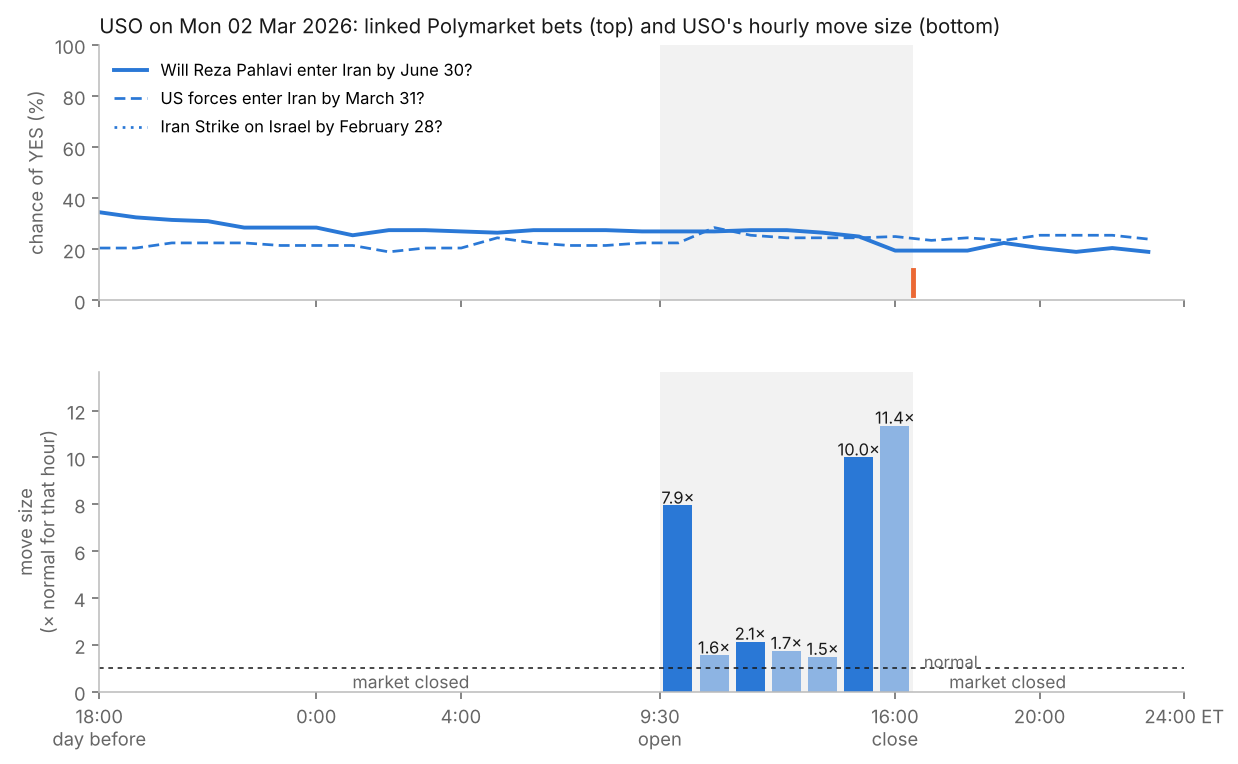 USO on Mon 02 Mar 2026: linked Polymarket bets (top) and USO's hourly move size (bottom)
chance of YES (%)
100
80
60
40
20
0
Will Reza Pahlavi enter Iran by June 30?
US forces enter Iran by March 31?
Iran Strike on Israel by February 28?
move size
(× normal for that hour)
12
10
8
6
4
2
0
7.9×
1.6×
2.1×
1.7×
1.5×
10.0×
11.4×
normal
market closed
market closed
18:00
day before
0:00
4:00
9:30
open
16:00
close
20:00
24:00 ET